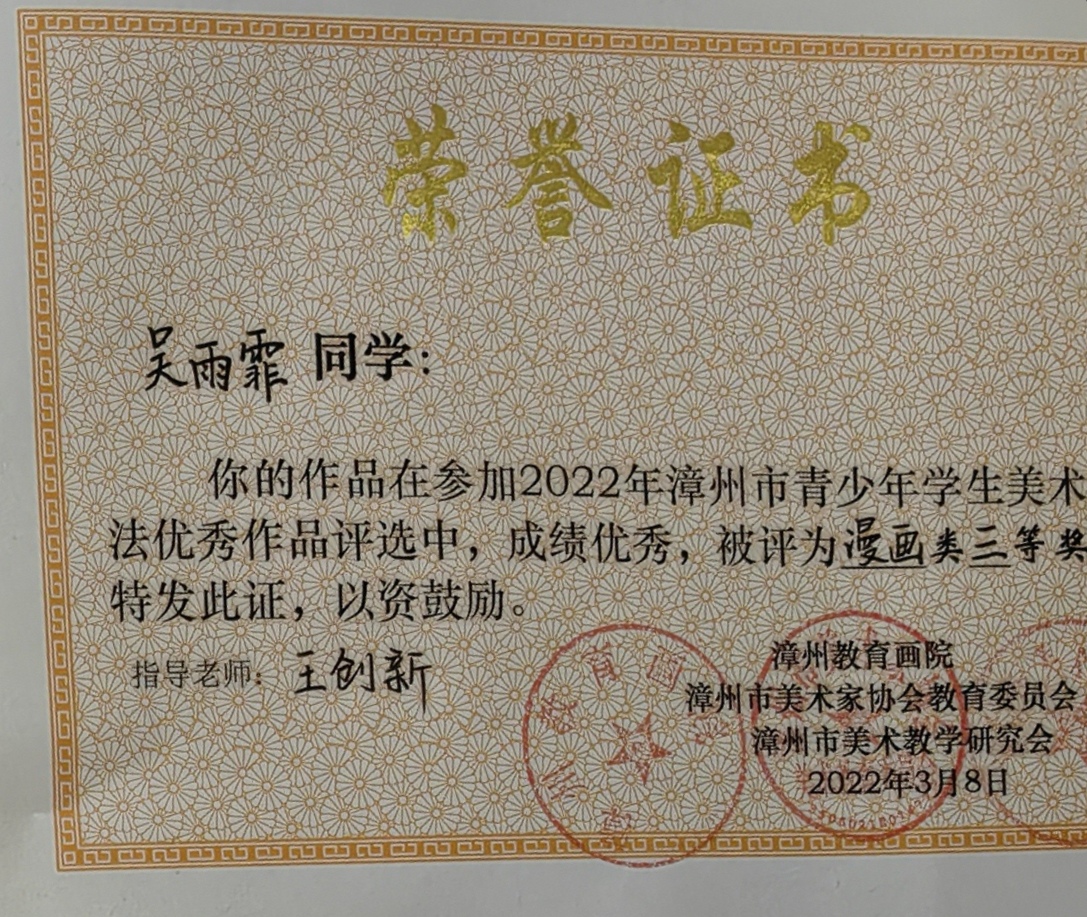 荣誉证书
吴雨霏 同学:
你的作品在参加2022年漳州市青少年学生美术
法优秀作品评选中，成绩优秀，被评为漫画类三等奖
特发此证，以资鼓励。
指导老师：王创新
漳州教育画院
漳州市美术家协会教育委员会
漳州市美术教学研究会
2022年3月8日